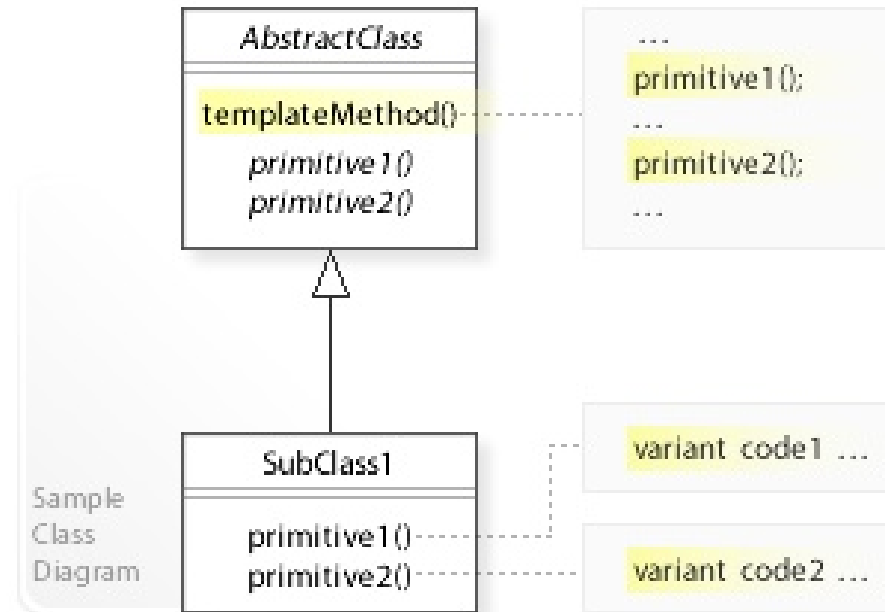 AbstractClass
templateMethod()
primitive1()
primitive2()
...
primitive1();
...
primitive2();
...
SubClass1
primitive1()
primitive2()
variant code1 ...
variant code2 ...
Sample
Class
Diagram